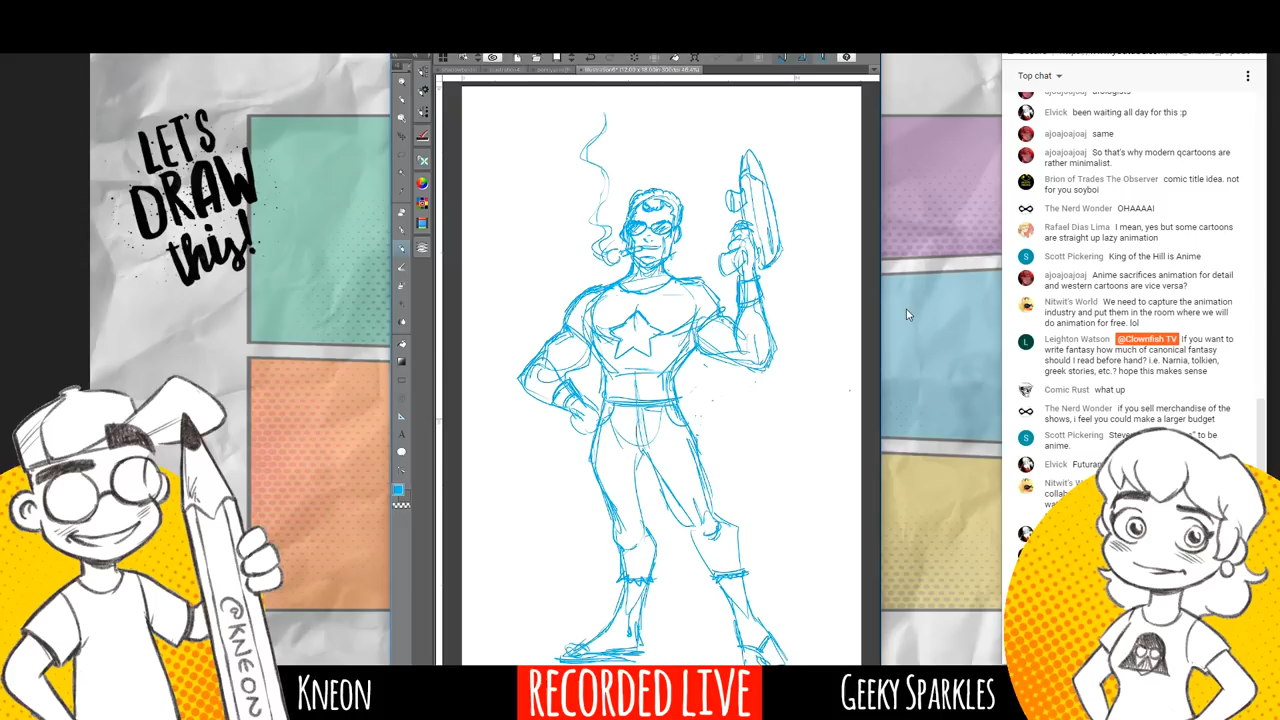 LET'S
DRAW
this!
Top chat
ajoajoajoaj
Elvick been waiting all day for this :p
ajoajoajoaj same
ajoajoajoaj So that's why modern qcartoons are
rather minimalist.
Brion of Trades The Observer comic title idea. not
for you soyboi
The Nerd Wonder OHAAAAI
Rafael Dias Lima I mean, yes but some cartoons
are straight up lazy animation
S
Scott Pickering King of the Hill is Anime
ajoajoajoaj Anime sacrifices animation for detail
and western cartoons are vice versa?
Nitwit's World We need to capture the animation
industry and put them in the room where we will
do animation for free. lol
L
Leighton Watson @Clownfish TV If you want to
write fantasy how much of canonical fantasy
should I read before hand? i.e. Narnia, tolkien,
greek stories, etc.? hope this makes sense
Comic Rust what up
The Nerd Wonder if you sell merchandise of the
shows, i feel you could make a larger budget
S
Scott Pickering to be
anime.
Elvick
Nitwit's
@KNEON
KNEON
RECORDED LIVE
GEEKY SPARKLES